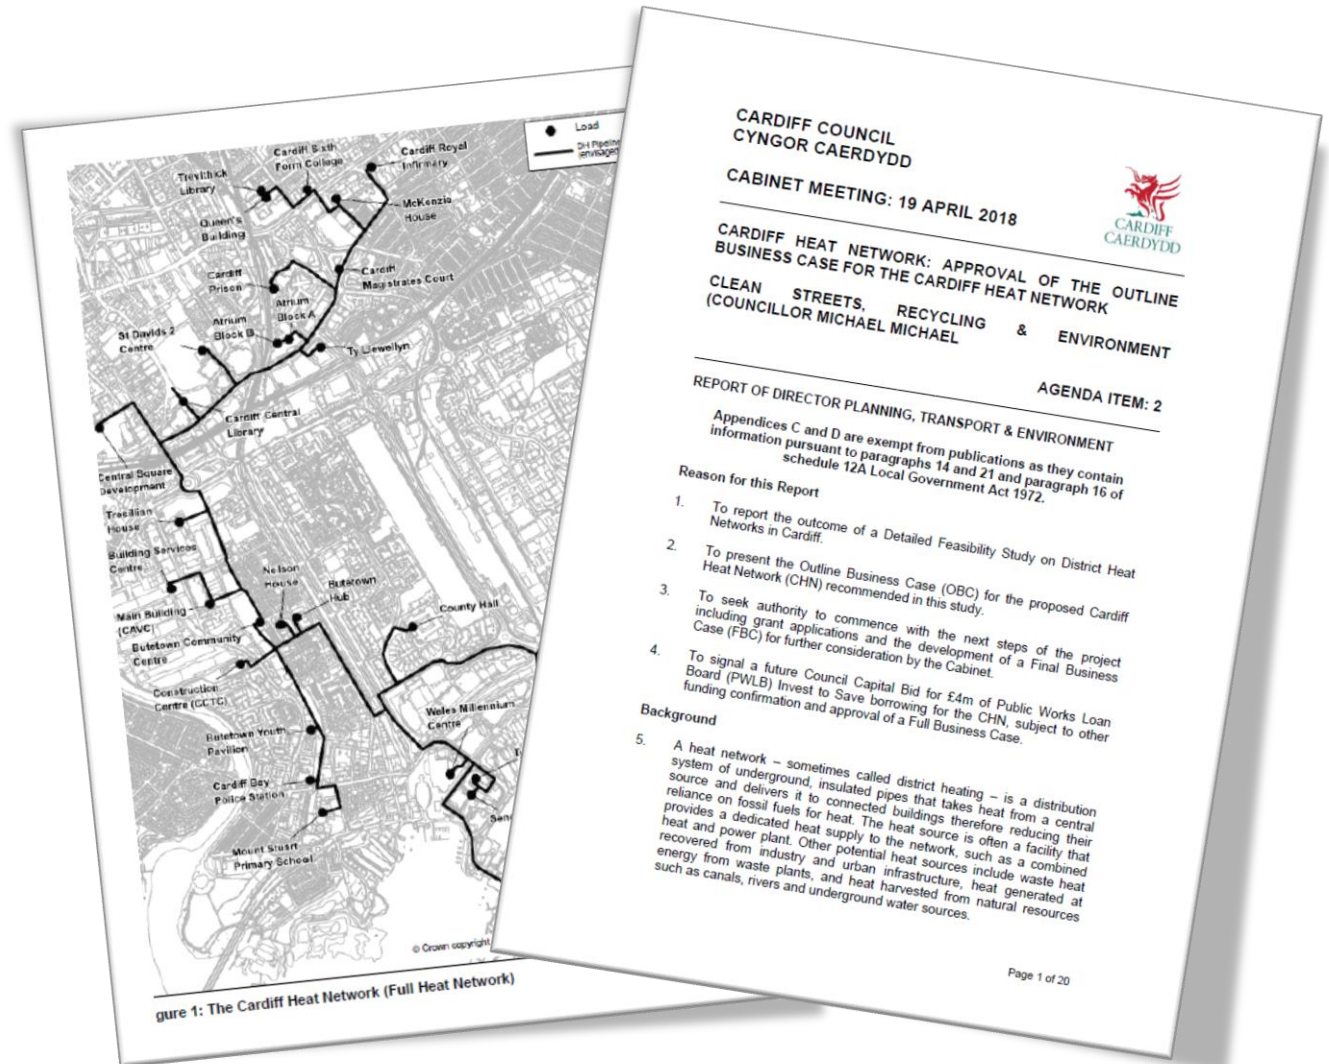 Load
DH Pipeline
(envisaged
Cardiff Sixth
Form College
Cardiff Royal
Infirmary
Trevithick
Library
McKenzie
House
Queen's
Building
Cardiff
Prison
Cardiff
Magistrates Court
Atrium
Block A
Atrium
Block B
St Davids 2
Centre
Ty Llewellyn
Cardiff Central
Library
Central Square
Development
Tresillian
House
Building Services
Centre
Nelson
House
Butetown
Hub
Main Building
(CAVC)
County Hall
Butetown Community
Centre
Construction
Centre (CCTC)
Wales Millennium
Centre
Butetown Youth
Pavilion
Cardiff Bay
Police Station
Mount Stuart
Primary School
© Crown copyright
gure 1: The Cardiff Heat Network (Full Heat Network)
CARDIFF COUNCIL
CYNGOR CAERDYDD
CABINET MEETING: 19 APRIL 2018
CARDIFF
CAERDYDD
CARDIFF HEAT NETWORK: APPROVAL OF THE OUTLINE
BUSINESS CASE FOR THE CARDIFF HEAT NETWORK
CLEAN STREETS, RECYCLING & ENVIRONMENT
(COUNCILLOR MICHAEL MICHAEL
AGENDA ITEM: 2
REPORT OF DIRECTOR PLANNING, TRANSPORT & ENVIRONMENT
Appendices C and D are exempt from publications as they contain
information pursuant to paragraphs 14 and 21 and paragraph 16 of
schedule 12A Local Government Act 1972.
Reason for this Report
1. To report the outcome of a Detailed Feasibility Study on District Heat
Networks in Cardiff.
2. To present the Outline Business Case (OBC) for the proposed Cardiff
Heat Network (CHN) recommended in this study.
3. To seek authority to commence with the next steps of the project
including grant applications and the development of a Final Business
Case (FBC) for further consideration by the Cabinet.
4. To signal a future Council Capital Bid for £4m of Public Works Loan
Board (PWLB) Invest to Save borrowing for the CHN, subject to other
funding confirmation and approval of a Full Business Case.
Background
5. A heat network – sometimes called district heating – is a distribution
system of underground, insulated pipes that takes heat from a central
source and delivers it to connected buildings therefore reducing their
reliance on fossil fuels for heat. The heat source is often a facility that
provides a dedicated heat supply to the network, such as a combined
heat and power plant. Other potential heat sources include waste heat
recovered from industry and urban infrastructure, heat generated at
energy from waste plants, and heat harvested from natural resources
such as canals, rivers and underground water sources.
Page 1 of 20